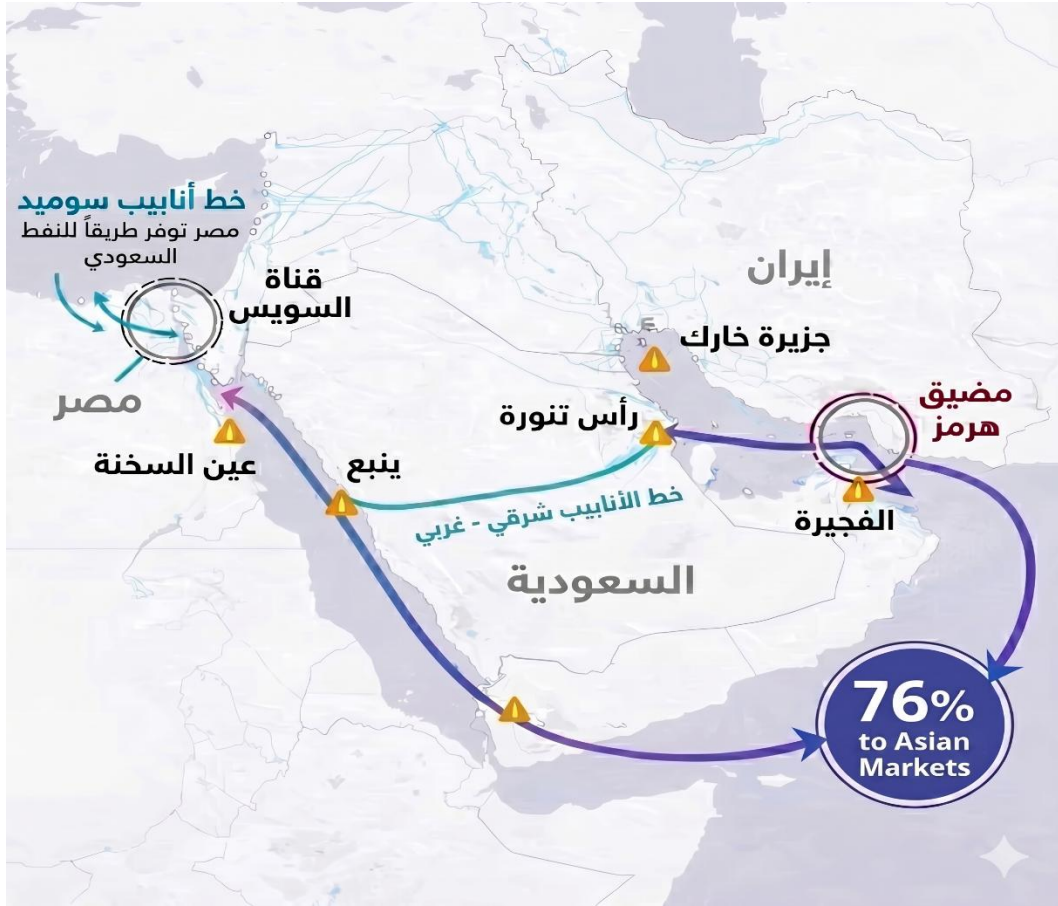 خط أنابيب سوميد
مصر توفر طريقاً للنفط
السعودي
قناة
السويس
مصر
عين السخنة
ينبع
رأس تنورة
خط الأنابيب شرقي - غربي
السعودية
إيران
جزيرة خارك
مضيق
هرمز
الفجيرة
76%
to Asian
Markets